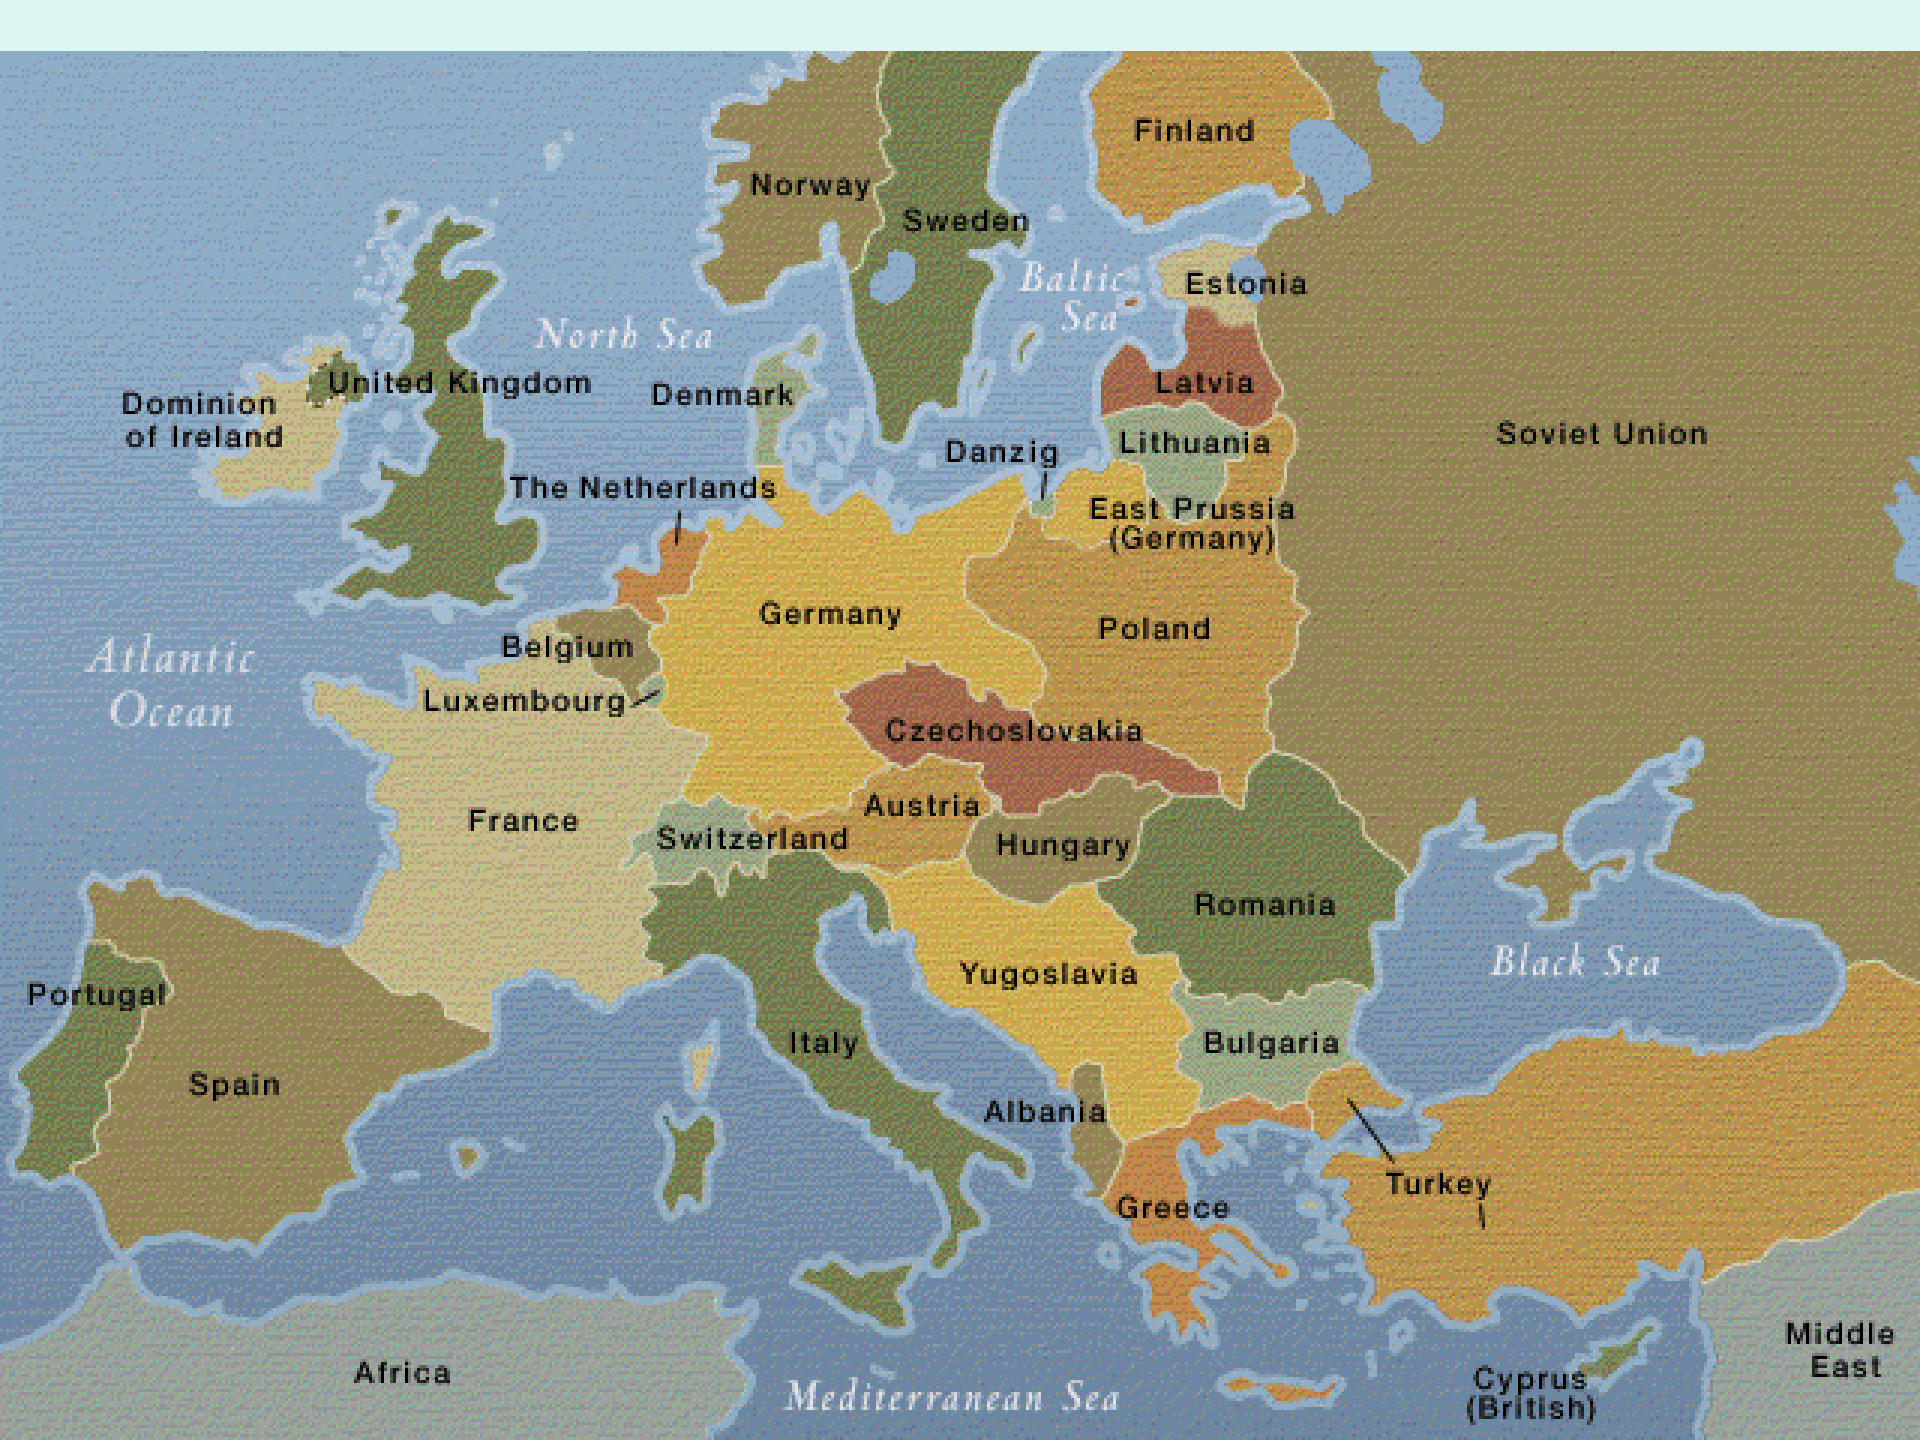 Finland
Norway
Sweden
Baltic
Sea
Estonia
North Sea
United Kingdom
Dominion
of Ireland
Denmark
Latvia
Soviet Union
Lithuania
Danzig
The Netherlands
East Prussia
(Germany)
Germany
Poland
Belgium
Atlantic
Ocean
Luxembourg
Czechoslovakia
Austria
France
Switzerland
Hungary
Romania
Black Sea
Yugoslavia
Portugal
Italy
Bulgaria
Spain
Albania
Turkey
Greece
Middle
East
Africa
Mediterranean Sea
Cyprus
(British)